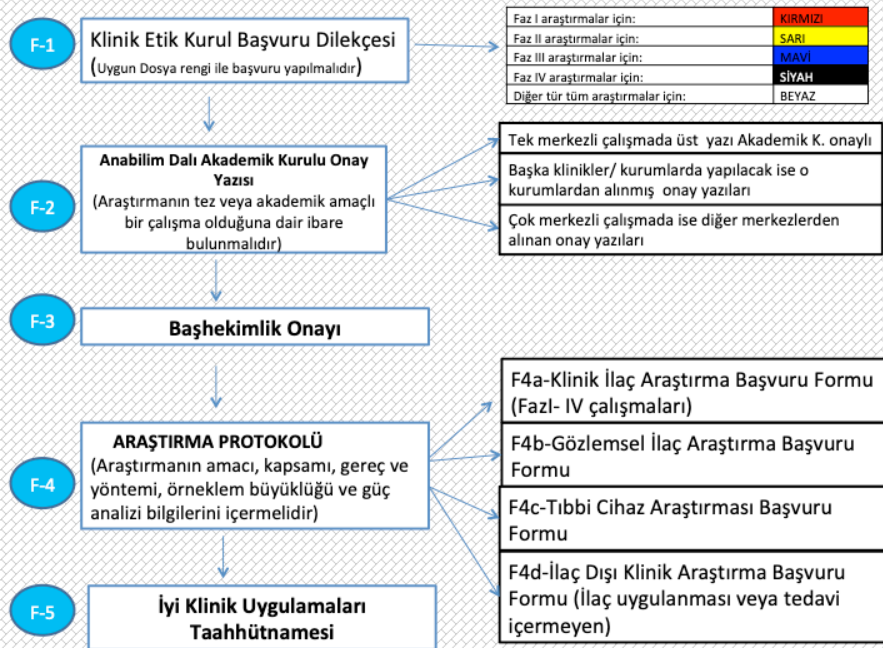 F-1
Klinik Etik Kurul Başvuru Dilekçesi
(Uygun Dosya rengi ile başvuru yapılmalıdır)
Faz I araştırmalar için: KIRMIZI
Faz II araştırmalar için: SARI
Faz III araştırmalar için: MAVİ
Faz IV araştırmalar için: SİYAH
Diğer tür tüm araştırmalar için: BEYAZ
F-2
Anabilim Dalı Akademik Kurulu Onay
Yazısı
(Araştırmanın tez veya akademik amaçlı
bir çalışma olduğuna dair ibare
bulunmalıdır)
Tek merkezli çalışmada üst yazı Akademik K. onaylı
Başka klinikler/ kurumlarda yapılacak ise o
kurumlardan alınmış onay yazıları
Çok merkezli çalışmada ise diğer merkezlerden
alınan onay yazıları
F-3
Başhekimlik Onayı
F-4
ARAŞTIRMA PROTOKOLÜ
(Araştırmanın amacı, kapsamı, gereç ve
yöntemi, örneklem büyüklüğü ve güç
analizi bilgilerini içermelidir)
F4a-Klinik İlaç Araştırma Başvuru Formu
(FazI- IV çalışmaları)
F4b-Gözlemsel İlaç Araştırma Başvuru
Formu
F4c-Tıbbi Cihaz Araştırması Başvuru
Formu
F4d-İlaç Dışı Klinik Araştırma Başvuru
Formu (İlaç uygulanması veya tedavi
içermeyen)
F-5
İyi Klinik Uygulamaları
Taahhütnamesi